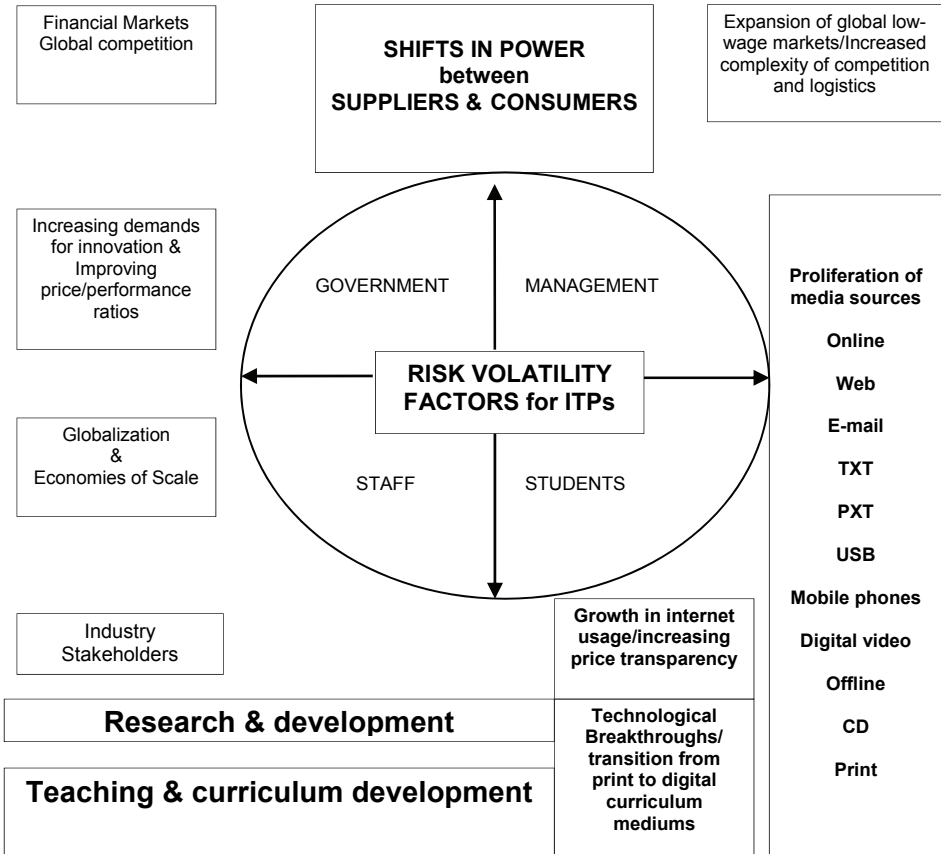 Financial Markets
Global competition
SHIFTS IN POWER
between
SUPPLIERS & CONSUMERS
Expansion of global low-
wage markets/Increased
complexity of competition
and logistics
Increasing demands
for innovation &
Improving
price/performance
ratios
GOVERNMENT
MANAGEMENT
RISK VOLATILITY
FACTORS for ITPs
Globalization
&
Economies of Scale
STAFF
STUDENTS
Proliferation of
media sources
Online
Web
E-mail
TXT
PXT
USB
Mobile phones
Digital video
Offline
CD
Print
Industry
Stakeholders
Growth in internet
usage/increasing
price transparency
Research & development
Technological
Breakthroughs/
transition from
print to digital
curriculum
mediums
Teaching & curriculum development